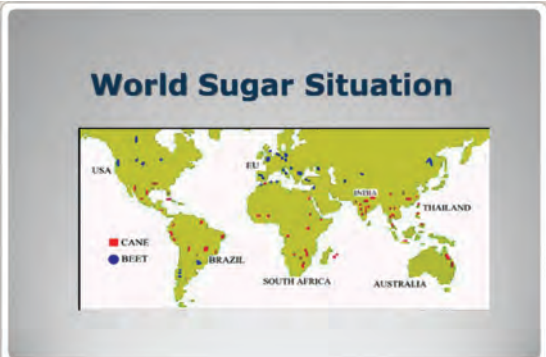 World Sugar Situation
USA
EU
INDIA
THAILAND
CANE
BEET
BRAZIL
SOUTH AFRICA
AUSTRALIA